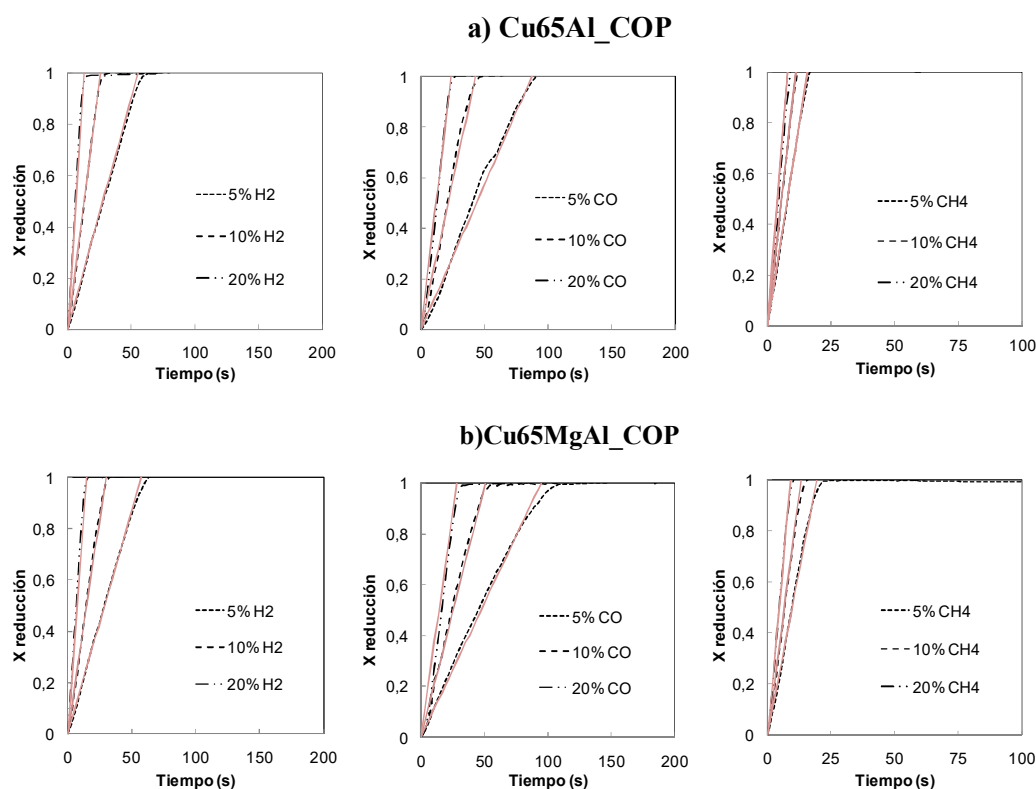 a) Cu65Al_COP
1
0,8
0,6
0,4
0,2
0
X reducción
5% H2
10% H2
20% H2
0 50 100 150 200
Tiempo (s)
1
0,8
0,6
0,4
0,2
0
X reducción
5% CO
10% CO
20% CO
0 50 100 150 200
Tiempo (s)
1
0,8
0,6
0,4
0,2
0
X reducción
5% CH4
10% CH4
20% CH4
0 25 50 75 100
Tiempo (s)
b)Cu65MgAl_COP
1
0,8
0,6
0,4
0,2
0
X reducción
5% H2
10% H2
20% H2
0 50 100 150 200
Tiempo (s)
1
0,8
0,6
0,4
0,2
0
X reducción
5% CO
10% CO
20% CO
0 50 100 150 200
Tiempo (s)
1
0,8
0,6
0,4
0,2
0
X reducción
5% CH4
10% CH4
20% CH4
0 25 50 75 100
Tiempo (s)